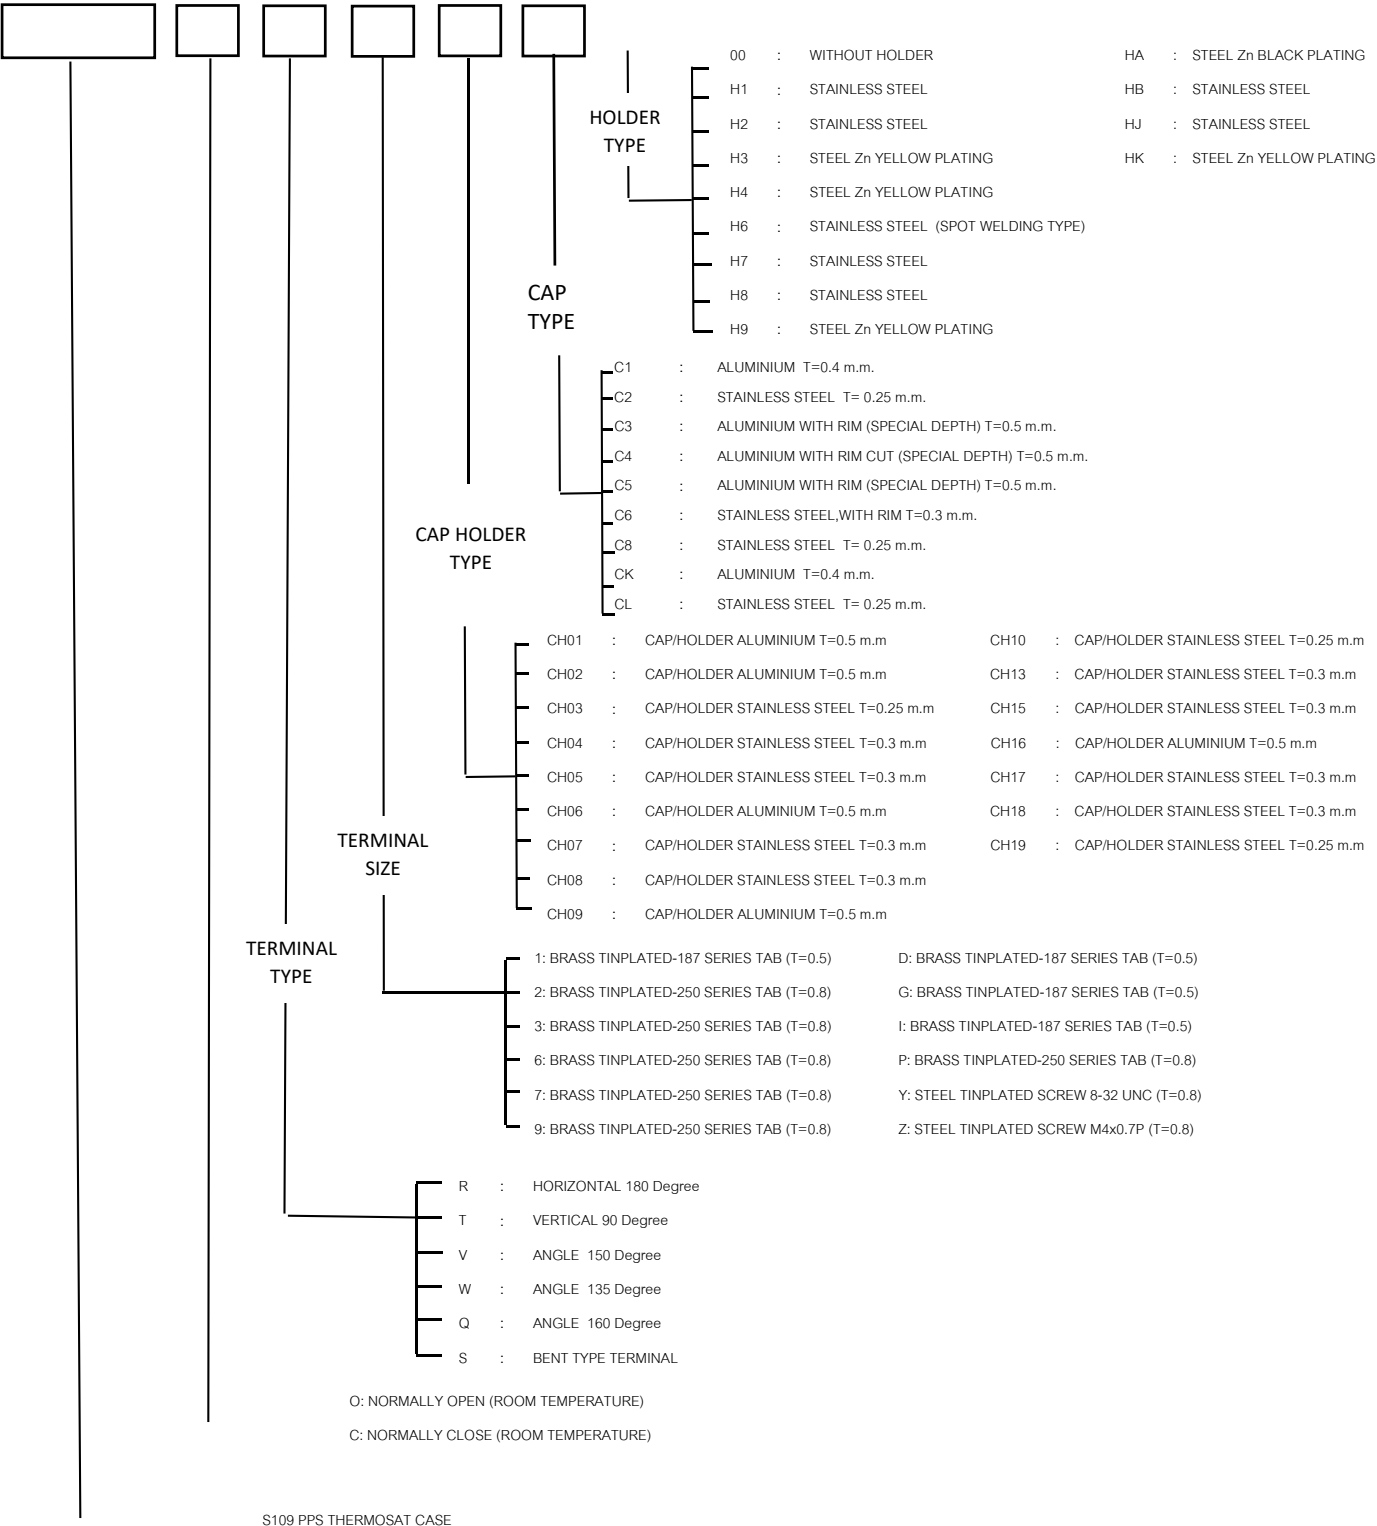 00 : WITHOUT HOLDER HA : STEEL Zn BLACK PLATING
H1 : STAINLESS STEEL HB : STAINLESS STEEL
HOLDER
TYPE
H2 : STAINLESS STEEL HJ : STAINLESS STEEL
H3 : STEEL Zn YELLOW PLATING HK : STEEL Zn YELLOW PLATING
H4 : STEEL Zn YELLOW PLATING
H6 : STAINLESS STEEL (SPOT WELDING TYPE)
H7 : STAINLESS STEEL
H8 : STAINLESS STEEL
H9 : STEEL Zn YELLOW PLATING
CAP
TYPE
C1 : ALUMINIUM T=0.4 m.m.
C2 : STAINLESS STEEL T= 0.25 m.m.
C3 : ALUMINIUM WITH RIM (SPECIAL DEPTH) T=0.5 m.m.
C4 : ALUMINIUM WITH RIM CUT (SPECIAL DEPTH) T=0.5 m.m.
C5 : ALUMINIUM WITH RIM (SPECIAL DEPTH) T=0.5 m.m.
C6 : STAINLESS STEEL,WITH RIM T=0.3 m.m.
C8 : STAINLESS STEEL T= 0.25 m.m.
CK : ALUMINIUM T=0.4 m.m.
CL : STAINLESS STEEL T= 0.25 m.m.
CAP HOLDER
TYPE
CH01 : CAP/HOLDER ALUMINIUM T=0.5 m.m CH10 : CAP/HOLDER STAINLESS STEEL T=0.25 m.m
CH02 : CAP/HOLDER ALUMINIUM T=0.5 m.m CH13 : CAP/HOLDER STAINLESS STEEL T=0.3 m.m
CH03 : CAP/HOLDER STAINLESS STEEL T=0.25 m.m CH15 : CAP/HOLDER STAINLESS STEEL T=0.3 m.m
CH04 : CAP/HOLDER STAINLESS STEEL T=0.3 m.m CH16 : CAP/HOLDER ALUMINIUM T=0.5 m.m
CH05 : CAP/HOLDER STAINLESS STEEL T=0.3 m.m CH17 : CAP/HOLDER STAINLESS STEEL T=0.3 m.m
CH06 : CAP/HOLDER ALUMINIUM T=0.5 m.m CH18 : CAP/HOLDER STAINLESS STEEL T=0.3 m.m
CH07 : CAP/HOLDER STAINLESS STEEL T=0.3 m.m CH19 : CAP/HOLDER STAINLESS STEEL T=0.25 m.m
CH08 : CAP/HOLDER STAINLESS STEEL T=0.3 m.m
CH09 : CAP/HOLDER ALUMINIUM T=0.5 m.m
TERMINAL
SIZE
1: BRASS TINPLATED-187 SERIES TAB (T=0.5) D: BRASS TINPLATED-187 SERIES TAB (T=0.5)
2: BRASS TINPLATED-250 SERIES TAB (T=0.8) G: BRASS TINPLATED-187 SERIES TAB (T=0.5)
3: BRASS TINPLATED-250 SERIES TAB (T=0.8) I: BRASS TINPLATED-187 SERIES TAB (T=0.5)
6: BRASS TINPLATED-250 SERIES TAB (T=0.8) P: BRASS TINPLATED-250 SERIES TAB (T=0.8)
7: BRASS TINPLATED-250 SERIES TAB (T=0.8) Y: STEEL TINPLATED SCREW 8-32 UNC (T=0.8)
9: BRASS TINPLATED-250 SERIES TAB (T=0.8) Z: STEEL TINPLATED SCREW M4x0.7P (T=0.8)
TERMINAL
TYPE
R : HORIZONTAL 180 Degree
T : VERTICAL 90 Degree
V : ANGLE 150 Degree
W : ANGLE 135 Degree
Q : ANGLE 160 Degree
S : BENT TYPE TERMINAL
O: NORMALLY OPEN (ROOM TEMPERATURE)
C: NORMALLY CLOSE (ROOM TEMPERATURE)
S109 PPS THERMOSAT CASE